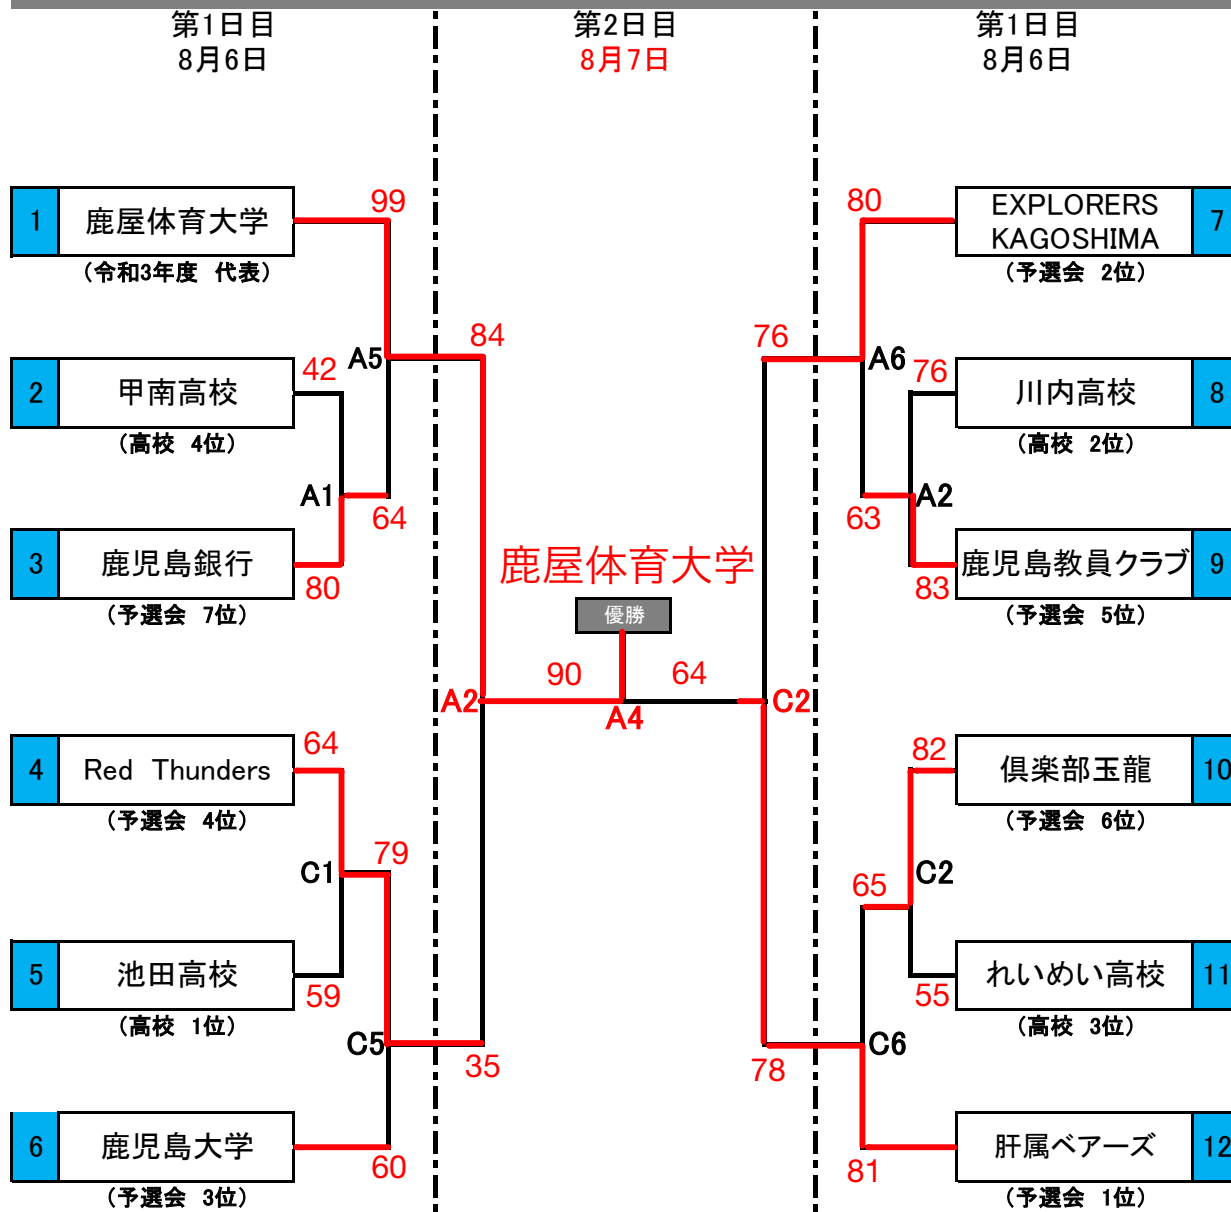 第1日目
8月6日
第2日目
8月7日
第1日目
8月6日
1 鹿屋体育大学
(令和3年度 代表)
99
2 甲南高校
(高校 4位)
42
A5
A1
64
3 鹿児島銀行
(予選会 7位)
80
84
4 Red Thunders
(予選会 4位)
64
C1
79
5 池田高校
(高校 1位)
59
C5
35
6 鹿児島大学
(予選会 3位)
60
鹿屋体育大学
優勝
A2
90
A4
64
C2
76
78
80
EXPLORERS
KAGOSHIMA 7
(予選会 2位)
A6
76
川内高校 8
(高校 2位)
A2
63
83
鹿児島教員クラブ 9
(予選会 5位)
82
倶楽部玉龍 10
(予選会 6位)
C2
65
55
れいめい高校 11
(高校 3位)
C6
81
肝属ベアーズ 12
(予選会 1位)